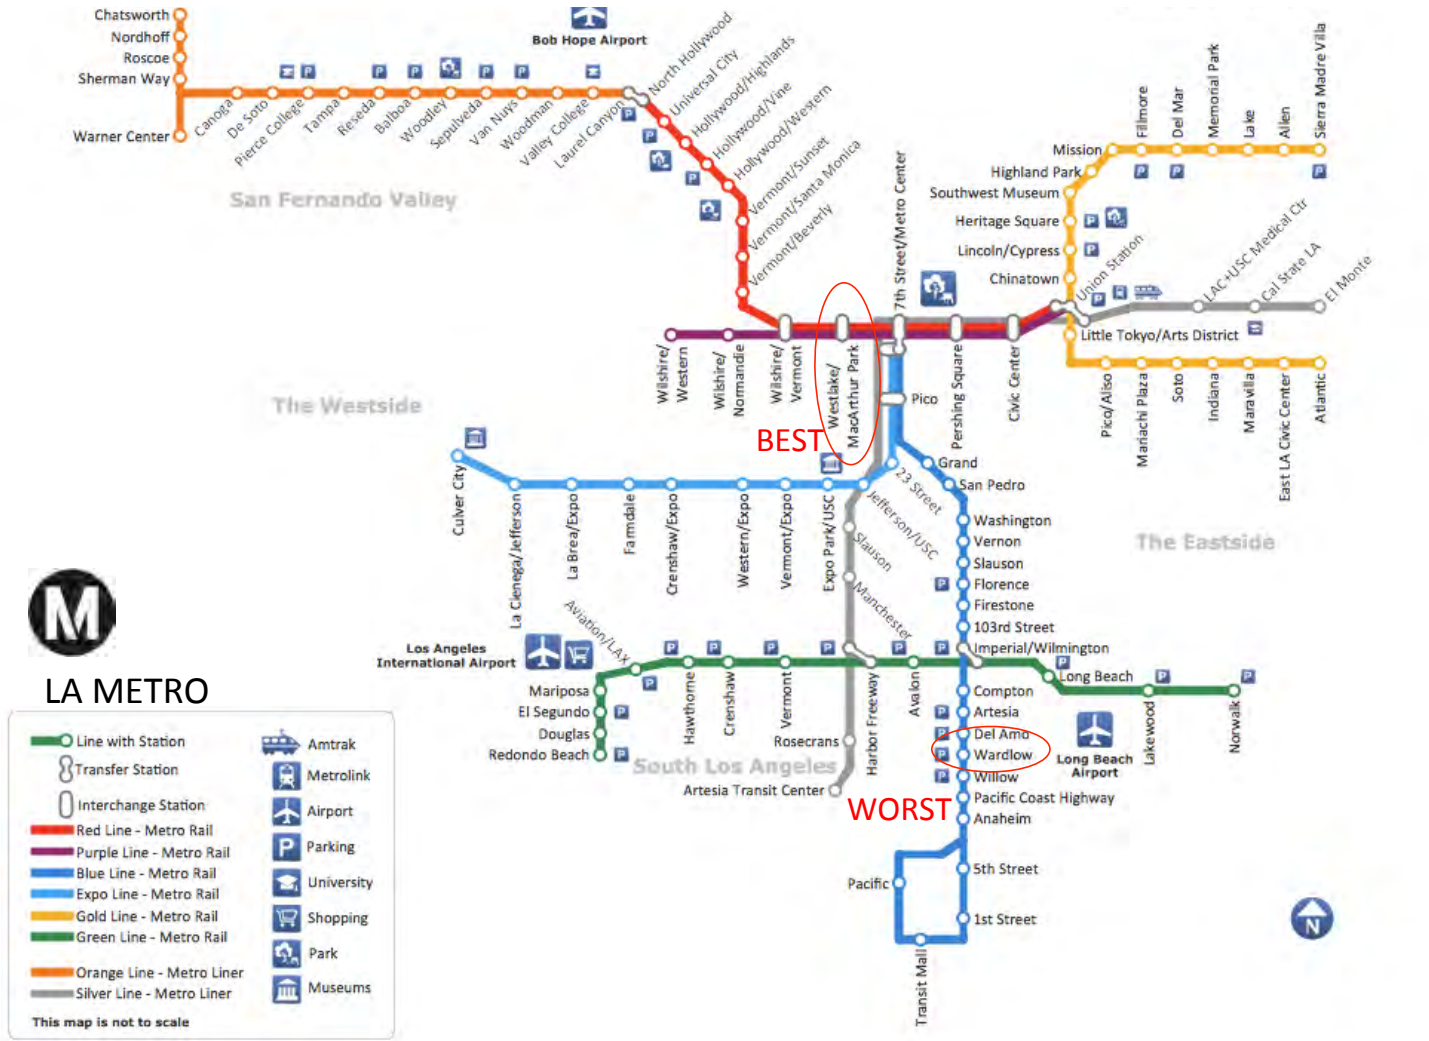 Chatsworth
Nordhoff
Roscoe
Sherman Way
Warner Center
Canoga
De Soto
Pierce College
Tampa
Reseda
Balboa
Woodley
Sepulveda
Van Nuys
Woodman
Valley College
Laurel Canyon
Bob Hope Airport
North Hollywood
Universal City
Hollywood/Highlands
Hollywood/Vine
Hollywood/Western
Vermont/Sunset
Vermont/Santa Monica
Vermont/Beverly
San Fernando Valley
7th Street/Metro Center
Mission
Highland Park
Southwest Museum
Heritage Square
Lincoln/Cypress
Chinatown
Union Station
Fillmore
Del Mar
Memorial Park
Lake
Allen
Sierra Madre Villa
LAC+USC Medical Ctr
Cal State LA
El Monte
Little Tokyo/Arts District
Wilshire/
Western
Wilshire/
Normandie
Wilshire/
Vermont
Westlake/
MacArthur Park
Pershing Square
Civic Center
Pico
Pico/Aliso
Mariachi Plaza
Soto
Indiana
Maravilla
East LA Civic Center
Atlantic
The Westside
BEST
Grand
San Pedro
23 Street
Jefferson/USC
Culver City
La Cienega/Jefferson
La Brea/Expo
Farmdale
Crenshaw/Expo
Western/Expo
Vermont/Expo
Expo Park/USC
Slauson
Manchester
Washington
Vernon
Slauson
Florence
Firestone
103rd Street
Imperial/Wilmington
The Eastside
M
LA METRO
Los Angeles
International Airport
Aviation/LAX
Mariposa
El Segundo
Douglas
Redondo Beach
Hawthorne
Crenshaw
Vermont
Harbor Freeway
Avalon
Long Beach
Lakewood
Norwalk
Rosecrans
Artesia Transit Center
South Los Angeles
Compton
Artesia
Del Amo
Wardlow
Willow
Pacific Coast Highway
Anaheim
Long Beach
Airport
WORST
Pacific
5th Street
1st Street
Transit Mall
Line with Station
Transfer Station
Interchange Station
Red Line - Metro Rail
Purple Line - Metro Rail
Blue Line - Metro Rail
Expo Line - Metro Rail
Gold Line - Metro Rail
Green Line - Metro Rail
Orange Line - Metro Liner
Silver Line - Metro Liner
This map is not to scale
Amtrak
Metrolink
Airport
P Parking
University
Shopping
Park
Museums
N